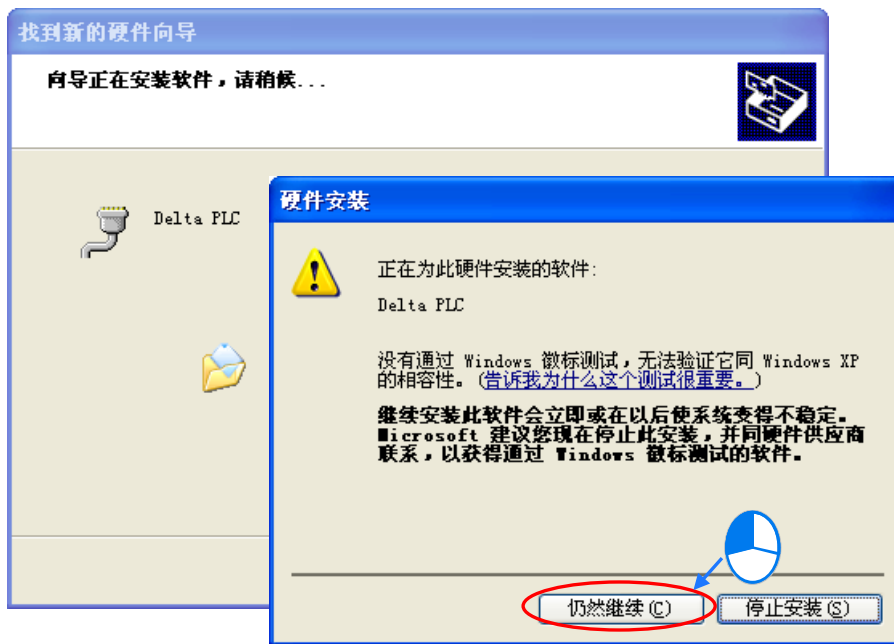 找到新的硬件向导
向导正在安装软件，请稍候...
Delta PLC
硬件安装
正在为此硬件安装的软件:
Delta PLC
没有通过 Windows 徽标测试，无法验证它同 Windows XP
的相容性。(告诉我为什么这个测试很重要。)
继续安装此软件会立即或在以后使系统变得不稳定。
Microsoft 建议您现在停止此安装，并同硬件供应商
联系，以获得通过 Windows 徽标测试的软件。
仍然继续(C) 停止安装(S)